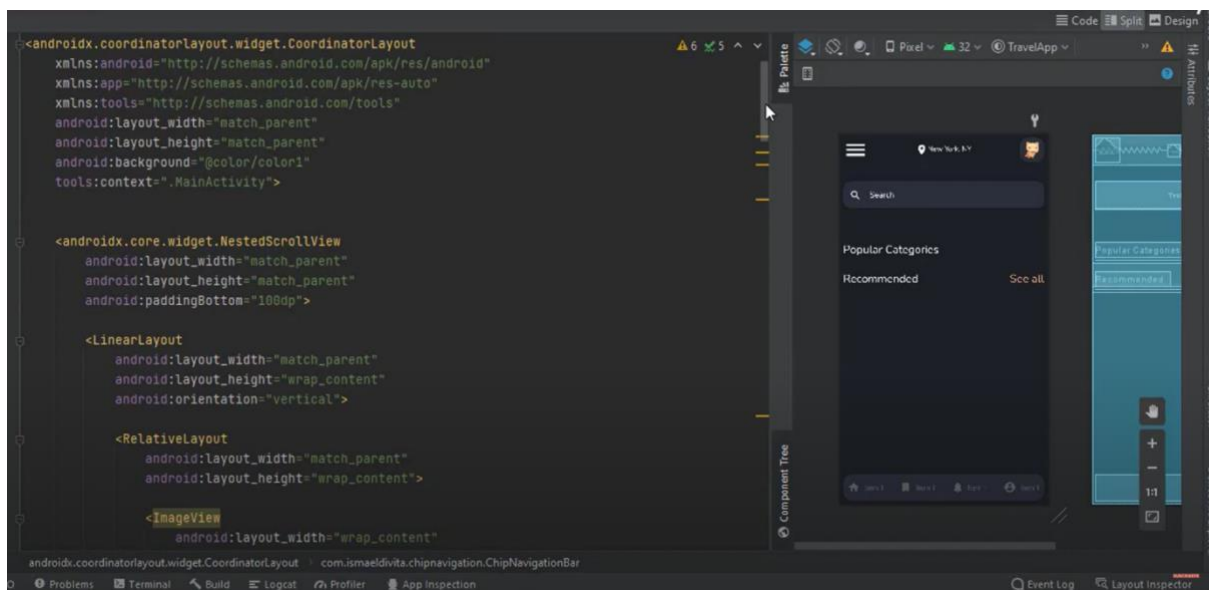 Code Split Design
<androidx.coordinatorlayout.widget.CoordinatorLayout
6 5
xmlns:android="http://schemas.android.com/apk/res/android"
xmlns:app="http://schemas.android.com/apk/res-auto"
xmlns:tools="http://schemas.android.com/tools"
android:layout_width="match_parent"
android:layout_height="match_parent"
android:background="@color/color1"
tools:context=".MainActivity">
<androidx.core.widget.NestedScrollView
android:layout_width="match_parent"
android:layout_height="match_parent"
android:paddingBottom="100dp">
<LinearLayout
android:layout_width="match_parent"
android:layout_height="wrap_content"
android:orientation="vertical">
<RelativeLayout
android:layout_width="match_parent"
android:layout_height="wrap_content">
<ImageView
android:layout_width="wrap_content"
Palette
Component Tree
Pixel 32 TravelApp
Attributes
New York, NY
Search
Popular Categories
Recommended See all
Popular Categories
Recommended
1:1
androidx.coordinatorlayout.widget.CoordinatorLayout com.ismaeldivita.chipnavigation.ChipNavigationBar
Problems Terminal Build Logcat Profiler App Inspection Event Log Layout Inspector